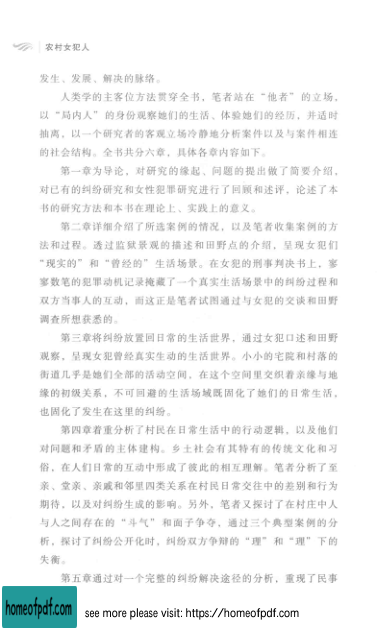 农村女犯人
发生、发展、解决的脉络。
人类学的主客位方法贯穿全书，笔者站在“他者”的立场，
以“局内人”的身份观察她们的生活、体验她们的经历，并适时
抽离，以一个研究者的客观立场冷静地分析案件以及与案件相连
的社会结构。全书共分六章，具体各章内容如下。
第一章为导论，对研究的缘起、问题的提出做了简要介绍，
对已有的纠纷研究和女性犯罪研究进行了回顾和述评，论述了本
书的研究方法和本书在理论上、实践上的意义。
第二章详细介绍了所选案例的情况，以及笔者收集案例的方
法和过程。透过监狱景观的描述和田野点的介绍，呈现女犯们
“现实的”和“曾经的”生活场景。在女犯的刑事判决书上，寥
寥数笔的犯罪动机记录掩藏了一个真实生活场景中的纠纷过程和
双方当事人的互动，而这正是笔者试图通过与女犯的交谈和田野
调查所想获悉的。
第三章将纠纷放置回日常的生活世界，通过女犯口述和田野
观察，呈现女犯曾经真实生动的生活世界。小小的宅院和村落的
街道几乎是她们全部的活动空间，在这个空间里交织着亲缘与地
缘的初级关系，不可回避的生活场域既固化了她们的日常生活，
也固化了发生在这里的纠纷。
第四章着重分析了村民在日常生活中的行动逻辑，以及他们
对问题和矛盾的主体建构。乡土社会有其特有的传统文化和习
俗，在人们日常的互动中形成了彼此的相互理解。笔者分析了至
亲、堂亲、亲戚和邻里四类关系在村民日常交往中的差别和行为
期待，以及对纠纷生成的影响。另外，笔者又探讨了在村庄中人
与人之间存在的“斗气”和面子争夺，通过三个典型案例的分
析，探讨了纠纷公开化时，纠纷双方争辩的“理”和“理”下的
失衡。
第五章通过对一个完整的纠纷解决途径的分析，重现了民事
homeofpdf.com
see more please visit: https://homeofpdf.com